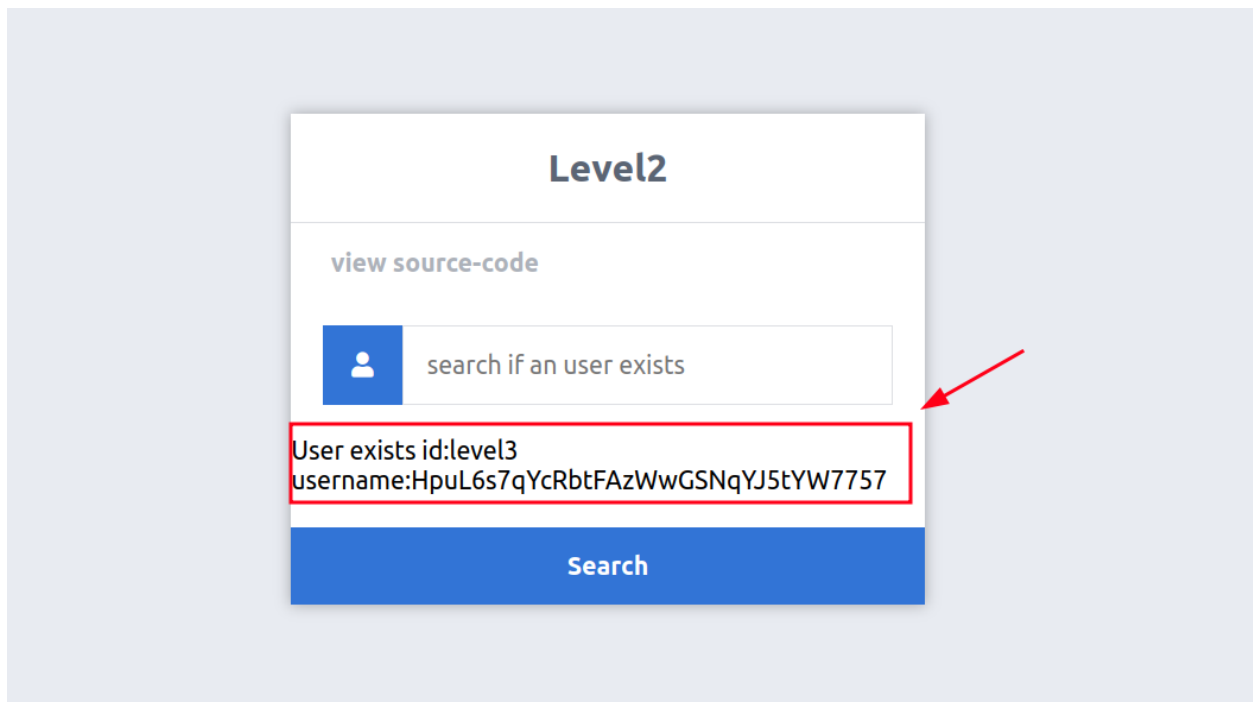 Level2
view source-code
search if an user exists
User exists id:level3
username:HpuL6s7qYcRbtFAzWwGSNqYJ5tYW7757
Search